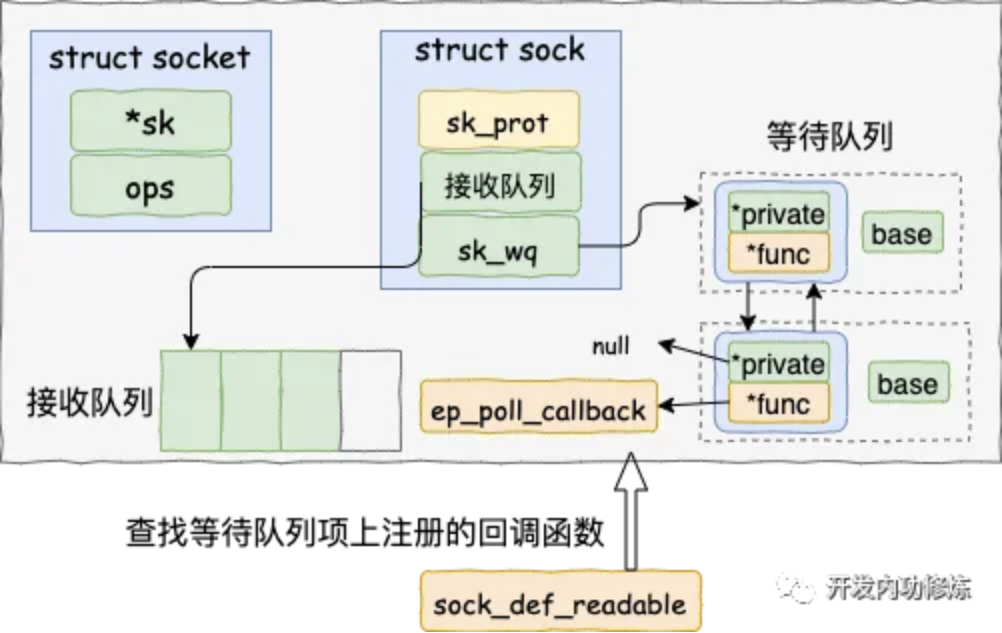 struct socket
*sk
ops
struct sock
sk_prot
接收队列
sk_wq
等待队列
*private
*func
base
*private
*func
base
null
ep_poll_callback
接收队列
查找等待队列项上注册的回调函数
sock_def_readable
开发内功修炼